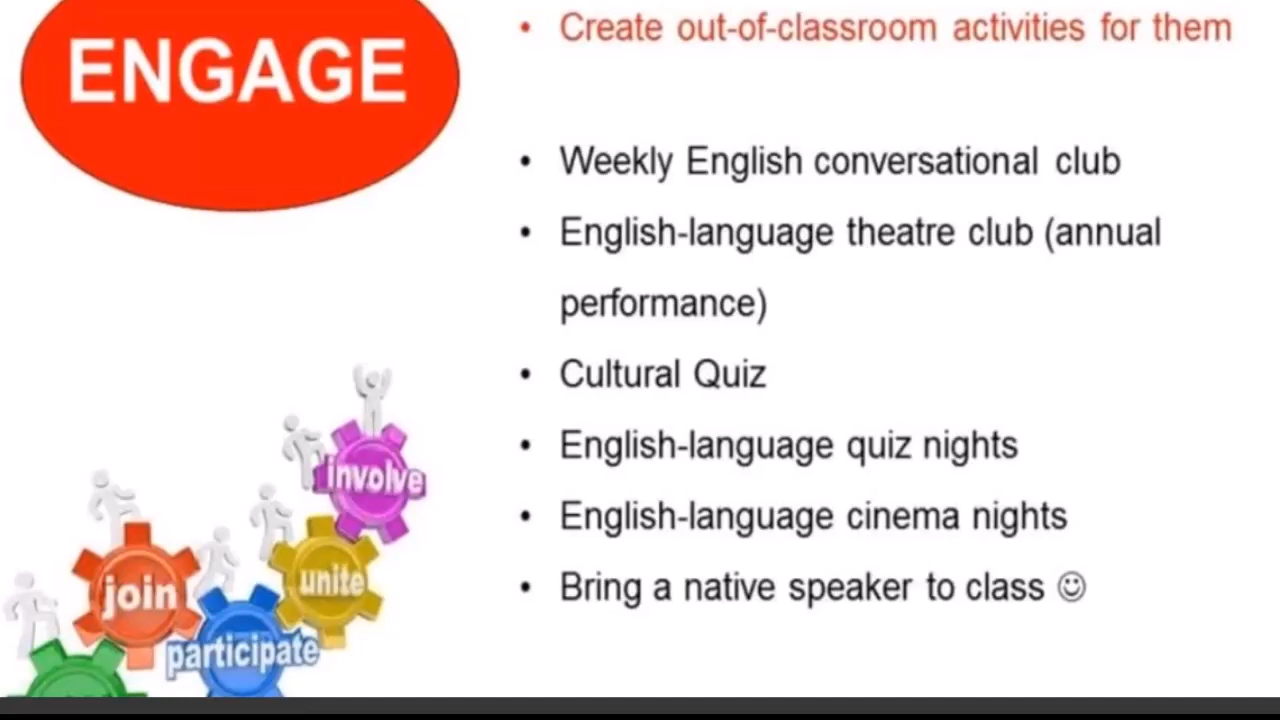 ENGAGE
• Create out-of-classroom activities for them
• Weekly English conversational club
• English-language theatre club (annual
performance)
• Cultural Quiz
• English-language quiz nights
• English-language cinema nights
• Bring a native speaker to class ☺
involve
unite
join
participate